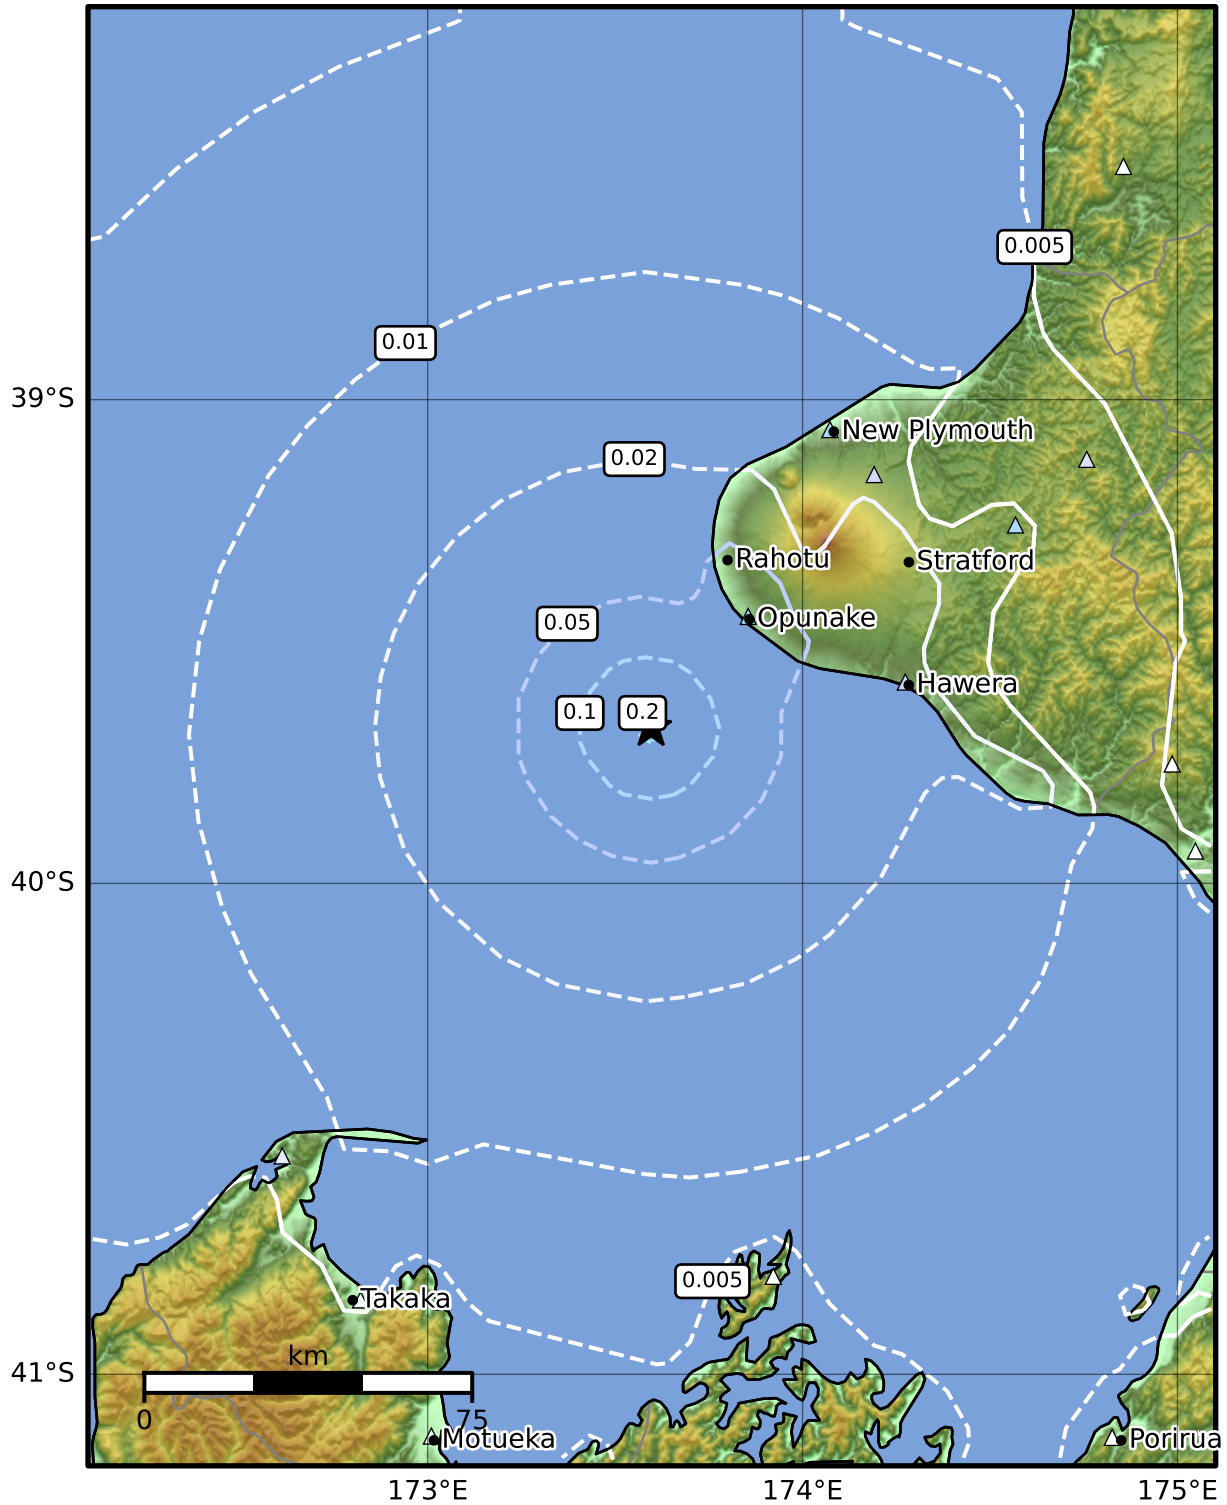 0.005
0.01
39°S
New Plymouth
0.02
Rahotu
Stratford
0.05
Opunake
Hawera
0.1
0.2
40°S
0.005
Takaka
km
41°S
0
75
Motueka
Porirua
173°E
174°E
175°E